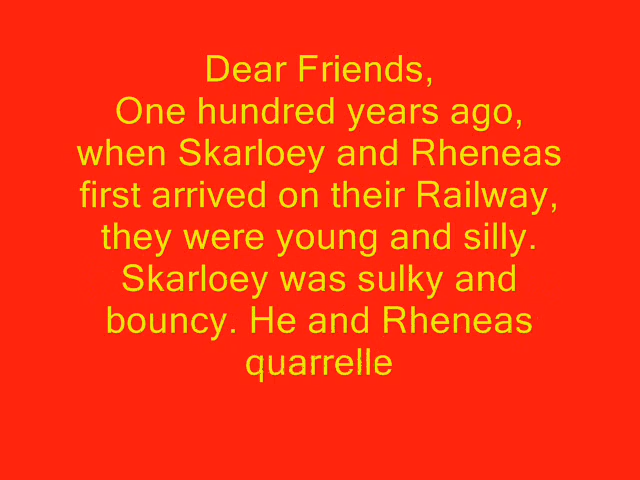 Dear Friends,
One hundred years ago,
when Skarloey and Rheneas
first arrived on their Railway,
they were young and silly.
Skarloey was sulky and
bouncy. He and Rheneas
quarrelle